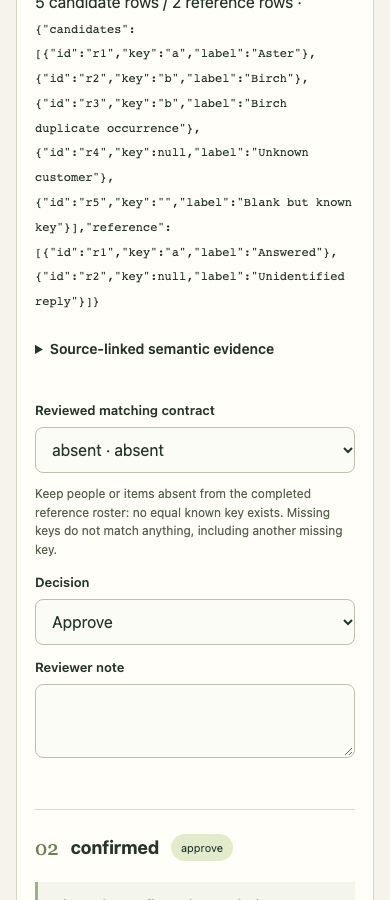 5 candidate rows / 2 reference rows ·
{"candidates":
[{"id":"r1","key":"a","label":"Aster"},
{"id":"r2","key":"b","label":"Birch"},
{"id":"r3","key":"b","label":"Birch
duplicate occurrence"},
{"id":"r4","key":null,"label":"Unknown
customer"},
{"id":"r5","key":"","label":"Blank but known
key"}],"reference":
[{"id":"r1","key":"a","label":"Answered"},
{"id":"r2","key":null,"label":"Unidentified
reply"}]}
Source-linked semantic evidence
Reviewed matching contract
absent · absent
Keep people or items absent from the completed
reference roster: no equal known key exists. Missing
keys do not match anything, including another missing
key.
Decision
Approve
Reviewer note
02 confirmed approve